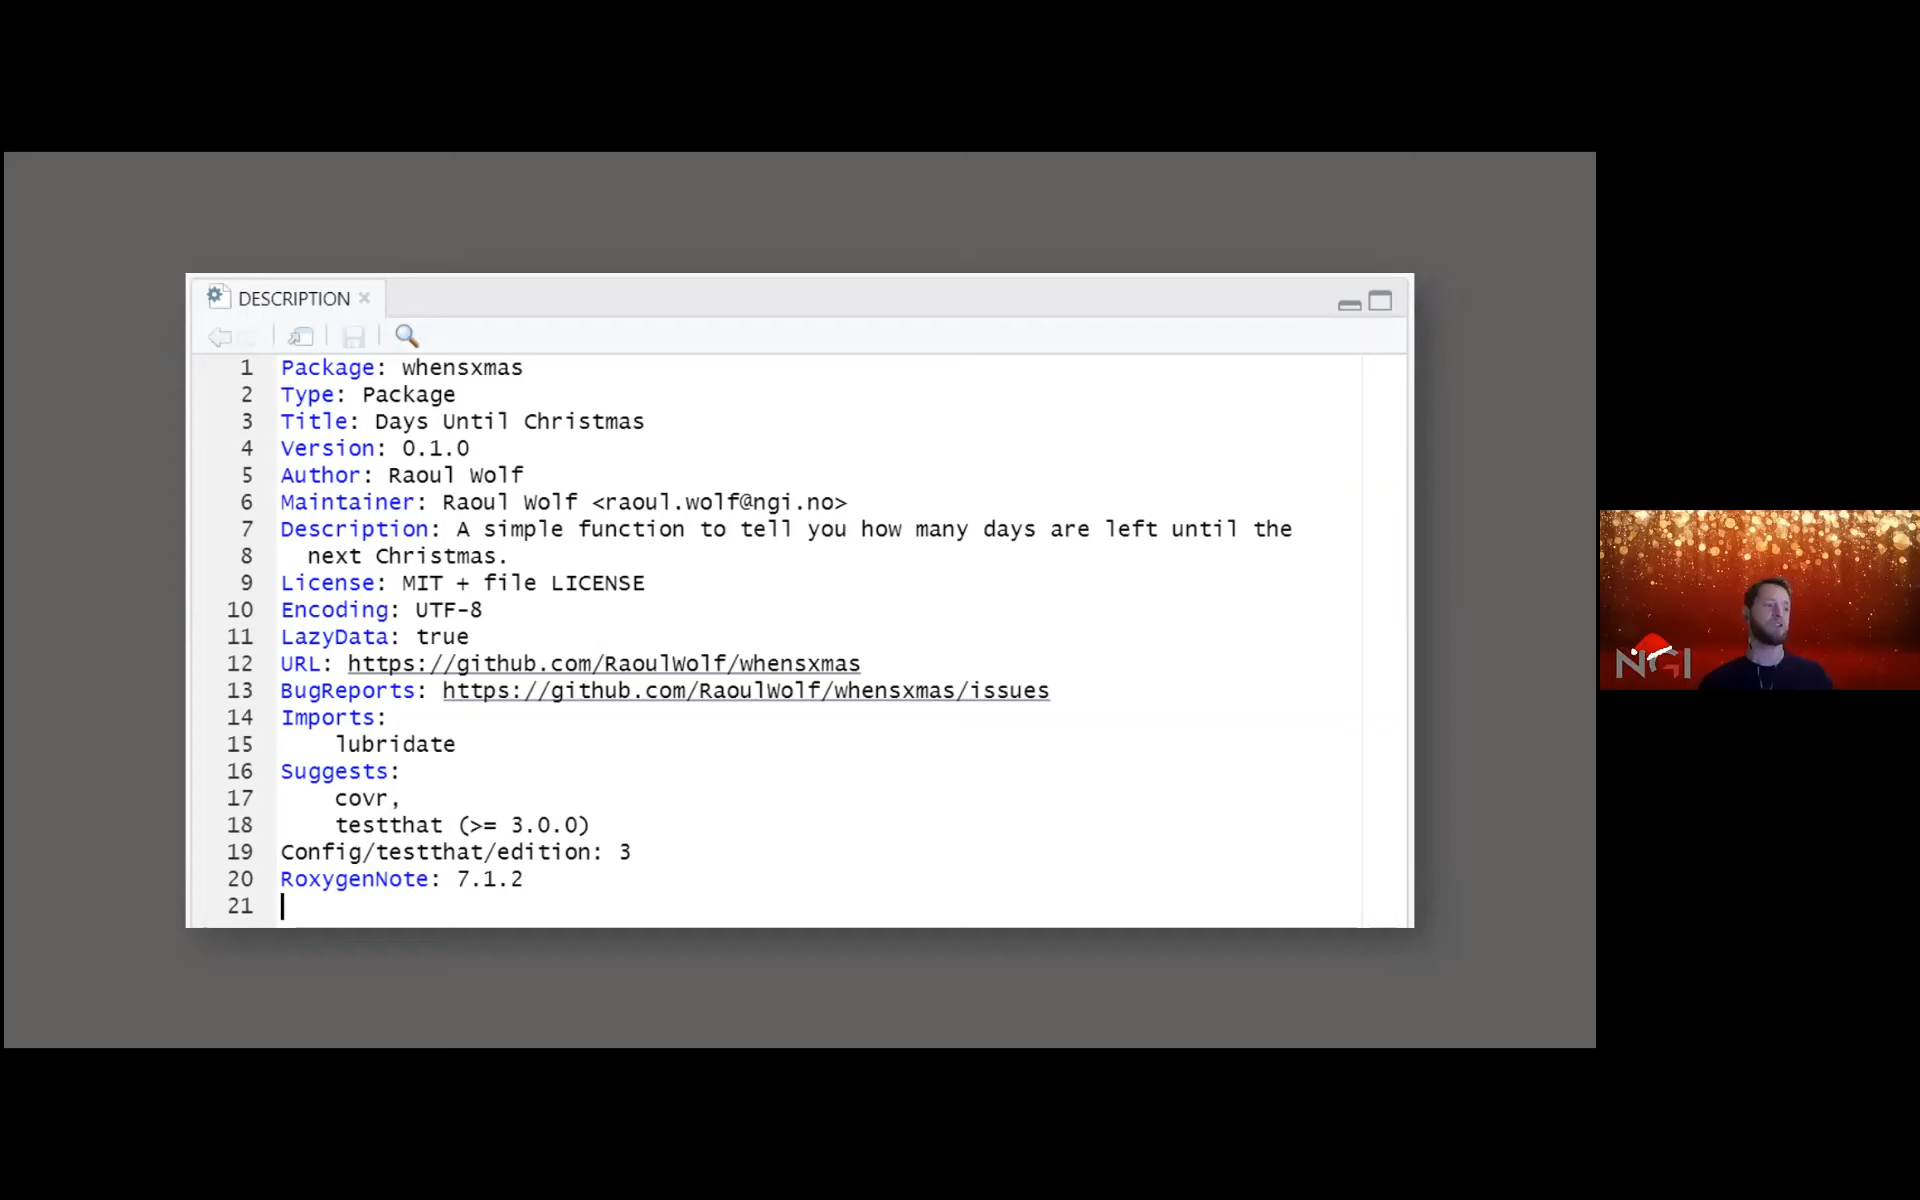 DESCRIPTION
1 Package: whensxmas
2 Type: Package
3 Title: Days Until Christmas
4 Version: 0.1.0
5 Author: Raoul Wolf
6 Maintainer: Raoul Wolf <raoul.wolf@ngi.no>
7 Description: A simple function to tell you how many days are left until the
8 next Christmas.
9 License: MIT + file LICENSE
10 Encoding: UTF-8
11 LazyData: true
12 URL: https://github.com/RaoulWolf/whensxmas
13 BugReports: https://github.com/RaoulWolf/whensxmas/issues
14 Imports:
15 lubridate
16 Suggests:
17 covr,
18 testthat (>= 3.0.0)
19 Config/testthat/edition: 3
20 RoxygenNote: 7.1.2
21
NGI